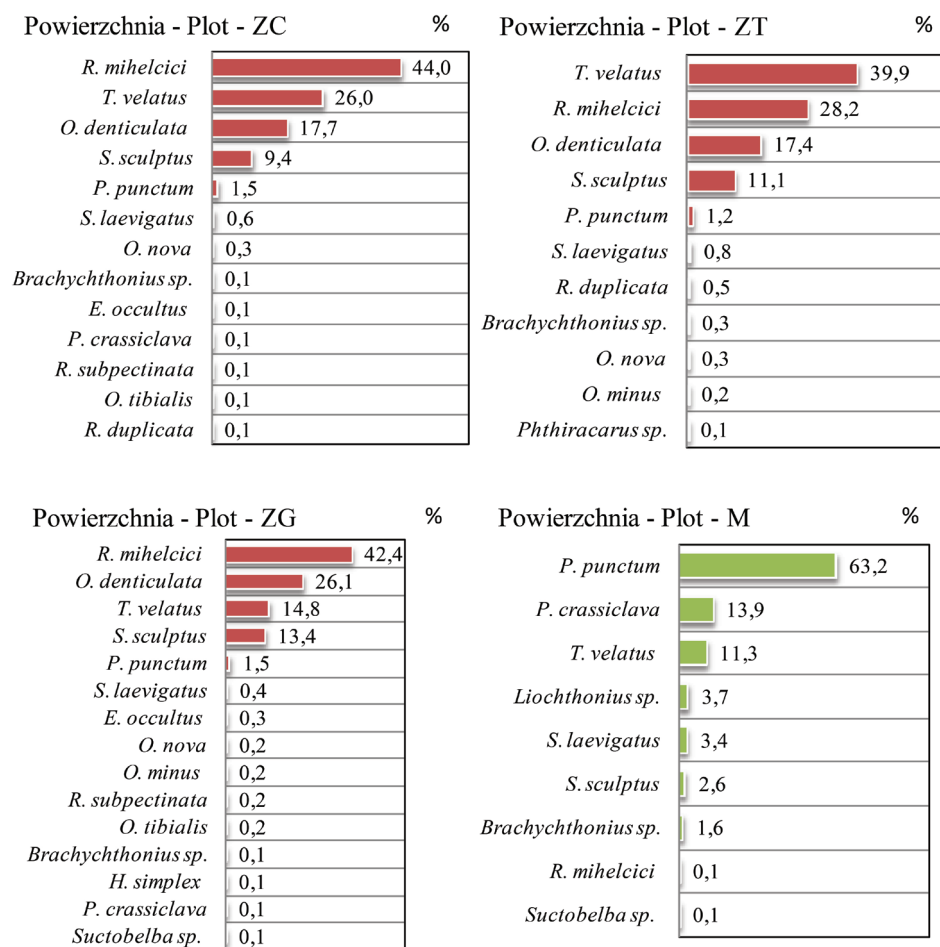 Powierzchnia - Plot - ZC %
R. mihelcici 44,0
T. velatus 26,0
O. denticulata 17,7
S. sculptus 9,4
P. punctum 1,5
S. laevigatus 0,6
O. nova 0,3
Brachychthonius sp. 0,1
E. occultus 0,1
P. crassiclava 0,1
R. subpectinata 0,1
O. tibialis 0,1
R. duplicata 0,1
Powierzchnia - Plot - ZT %
T. velatus 39,9
R. mihelcici 28,2
O. denticulata 17,4
S. sculptus 11,1
P. punctum 1,2
S. laevigatus 0,8
R. duplicata 0,5
Brachychthonius sp. 0,3
O. nova 0,3
O. minus 0,2
Phthiracarus sp. 0,1
Powierzchnia - Plot - ZG %
R. mihelcici 42,4
O. denticulata 26,1
T. velatus 14,8
S. sculptus 13,4
P. punctum 1,5
S. laevigatus 0,4
E. occultus 0,3
O. nova 0,2
O. minus 0,2
R. subpectinata 0,2
O. tibialis 0,2
Brachychthonius sp. 0,1
H. simplex 0,1
P. crassiclava 0,1
Suctobelba sp. 0,1
Powierzchnia - Plot - M %
P. punctum 63,2
P. crassiclava 13,9
T. velatus 11,3
Liochthonius sp. 3,7
S. laevigatus 3,4
S. sculptus 2,6
Brachychthonius sp. 1,6
R. mihelcici 0,1
Suctobelba sp. 0,1